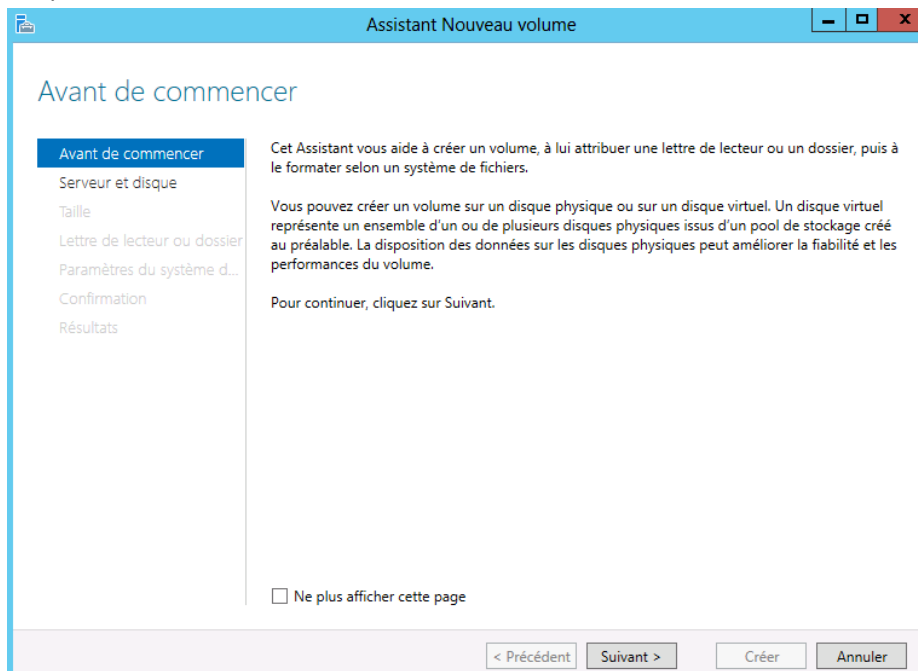 Assistant Nouveau volume
Avant de commencer
Avant de commencer
Serveur et disque
Taille
Lettre de lecteur ou dossier
Paramètres du système d...
Confirmation
Résultats
Cet Assistant vous aide à créer un volume, à lui attribuer une lettre de lecteur ou un dossier, puis à
le formater selon un système de fichiers.
Vous pouvez créer un volume sur un disque physique ou sur un disque virtuel. Un disque virtuel
représente un ensemble d'un ou de plusieurs disques physiques issus d'un pool de stockage créé
au préalable. La disposition des données sur les disques physiques peut améliorer la fiabilité et les
performances du volume.
Pour continuer, cliquez sur Suivant.
Ne plus afficher cette page
< Précédent
Suivant >
Créer
Annuler